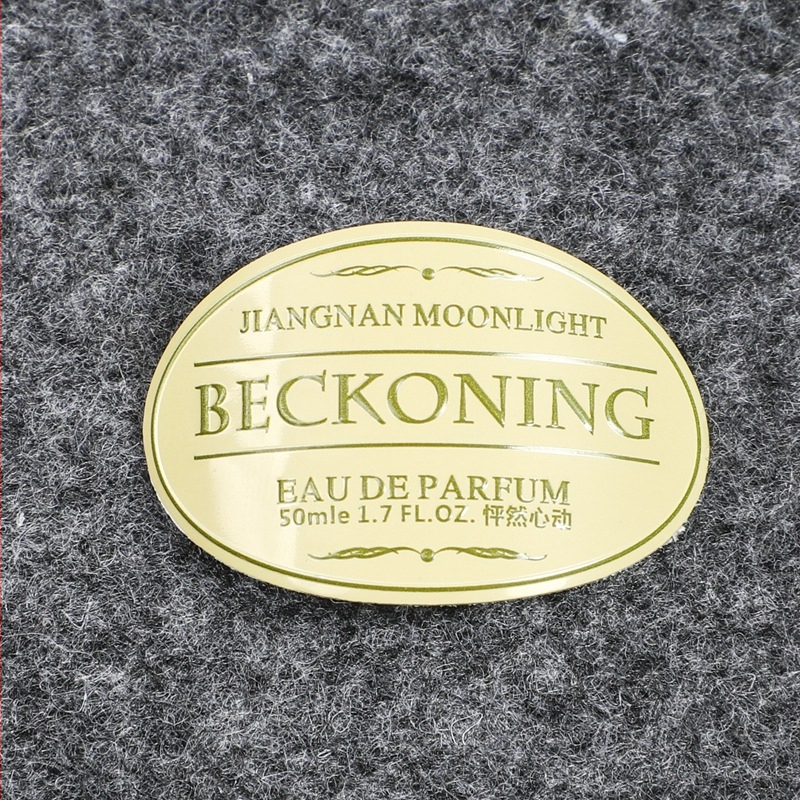 JIANGNAN MOONLIGHT
BECKONING
EAU DE PARFUM
50mle 1.7 FL.OZ. 怦然心动